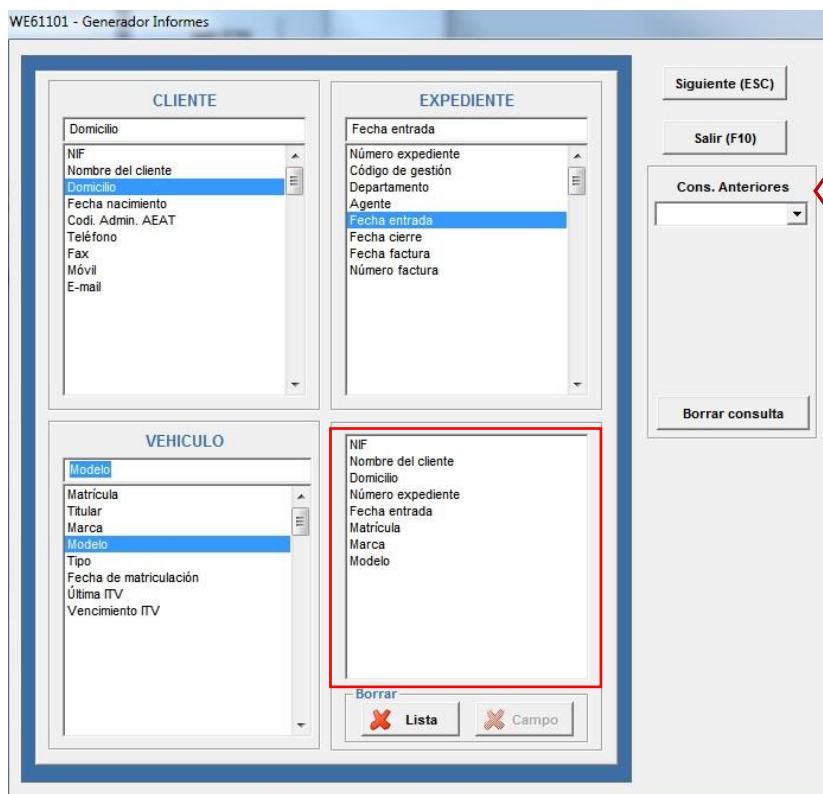 WE61101 - Generador Informes
CLIENTE
Domicilio
NIF
Nombre del cliente
Domicilio
Fecha nacimiento
Codi. Admin. AEAT
Teléfono
Fax
Móvil
E-mail
EXPEDIENTE
Fecha entrada
Número expediente
Código de gestión
Departamento
Agente
Fecha entrada
Fecha cierre
Fecha factura
Número factura
Siguiente (ESC)
Salir (F10)
Cons. Anteriores
Borrar consulta
VEHICULO
Modelo
Matrícula
Titular
Marca
Modelo
Tipo
Fecha de matriculación
Última ITV
Vencimiento ITV
NIF
Nombre del cliente
Domicilio
Número expediente
Fecha entrada
Matrícula
Marca
Modelo
Borrar
Lista
Campo